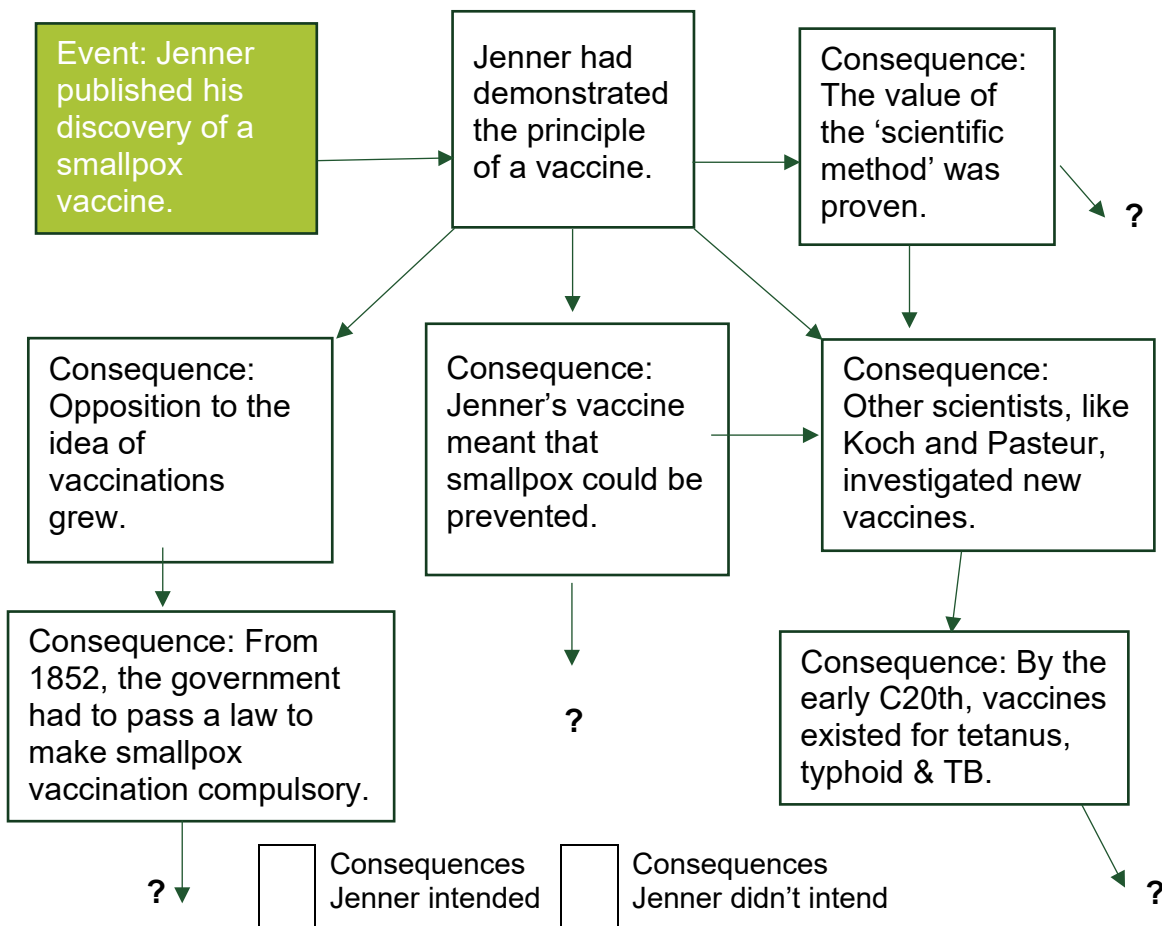 Event: Jenner
published his
discovery of a
smallpox
vaccine.
Jenner had
demonstrated
the principle
of a vaccine.
Consequence:
The value of
the ‘scientific
method’ was
proven.
?
Consequence:
Opposition to the
idea of
vaccinations
grew.
Consequence:
Jenner’s vaccine
meant that
smallpox could be
prevented.
Consequence:
Other scientists, like
Koch and Pasteur,
investigated new
vaccines.
Consequence: From
1852, the government
had to pass a law to
make smallpox
vaccination compulsory.
?
Consequence: By the
early C20th, vaccines
existed for tetanus,
typhoid & TB.
?
Consequences
Jenner intended
Consequences
Jenner didn’t intend
?